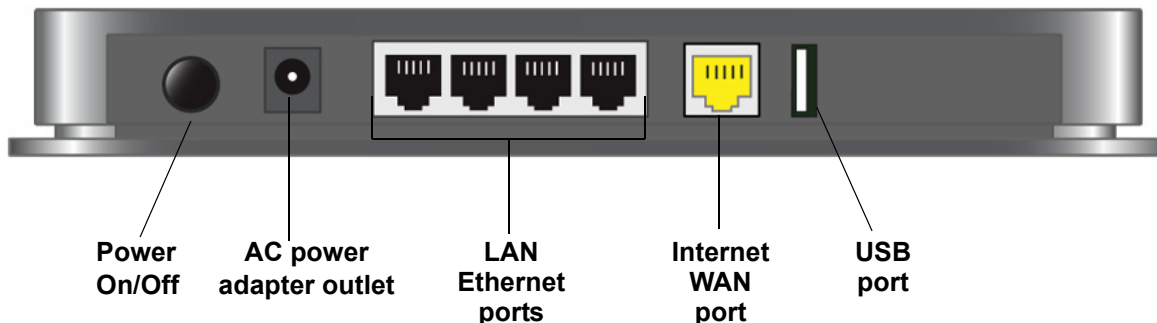 Power
On/Off
AC power
adapter outlet
LAN
Ethernet
ports
Internet
WAN
port
USB
port